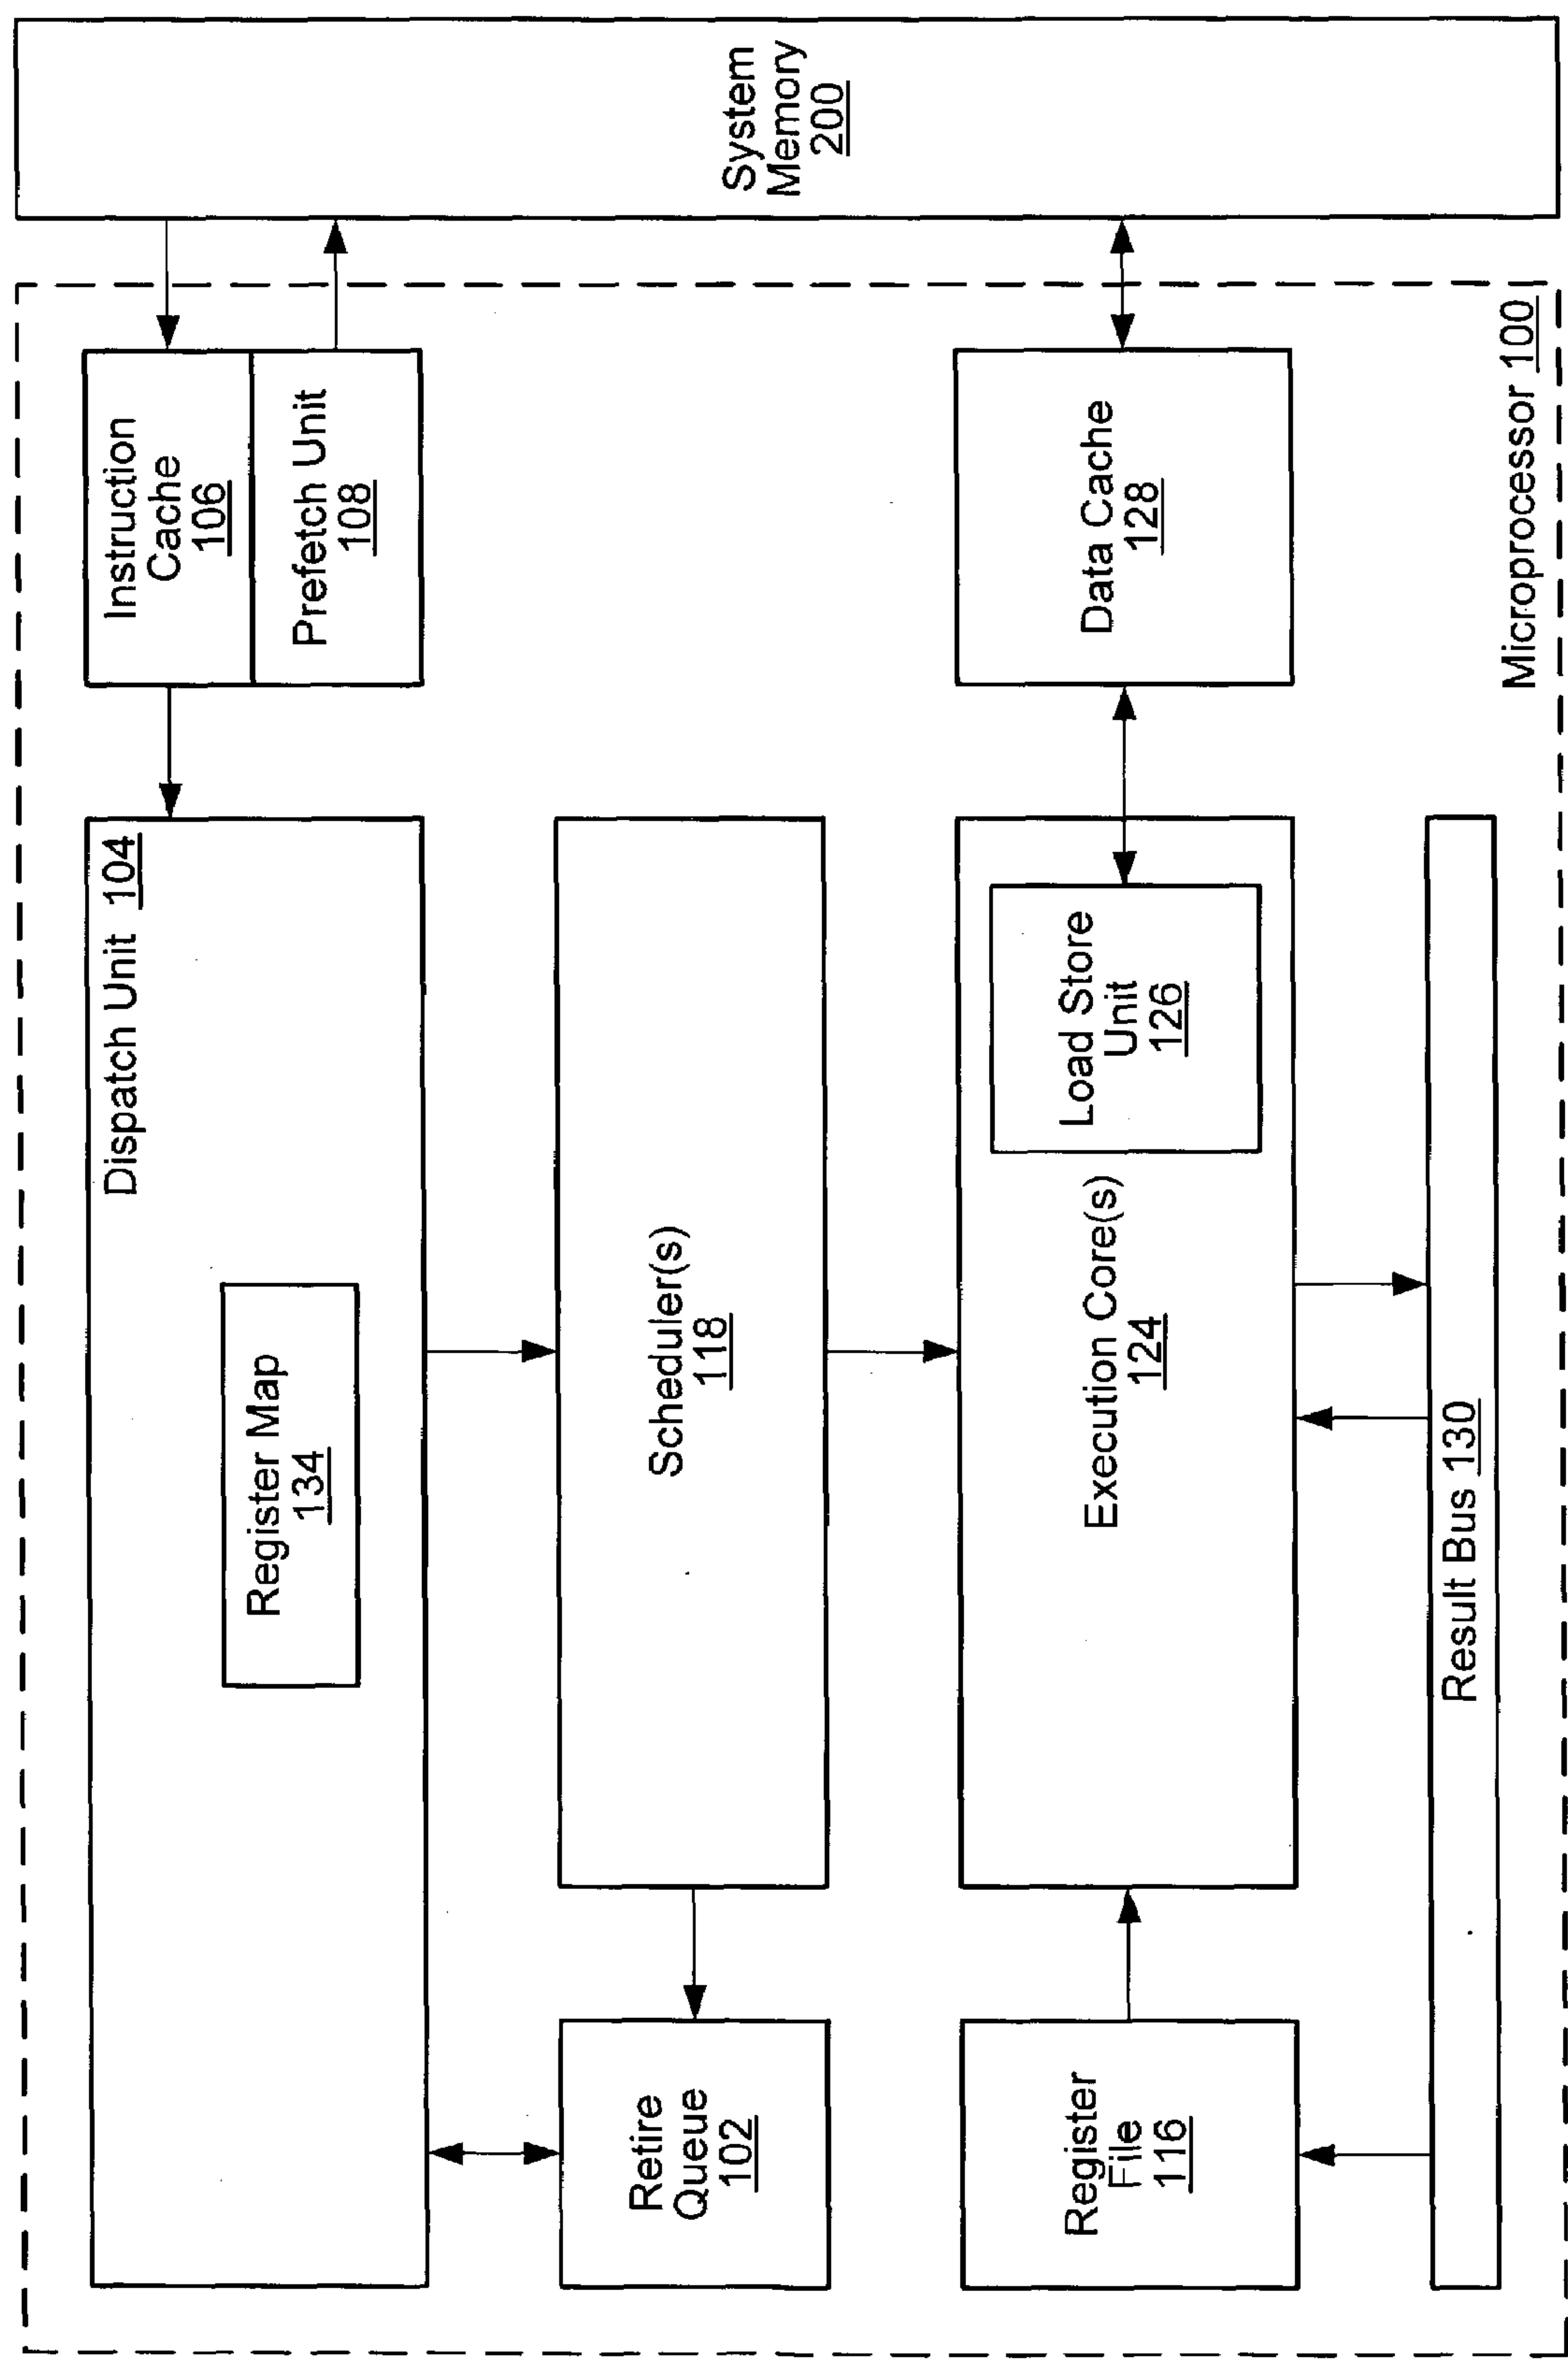 Dispatch Unit 104
Register Map
134
Instruction
Cache
106
Prefetch Unit
108
System
Memory
200
Retire
Queue
102
Scheduler(s)
118
Register
File
116
Execution Core(s)
124
Load Store
Unit
126
Data Cache
128
Result Bus 130
Microprocessor 100